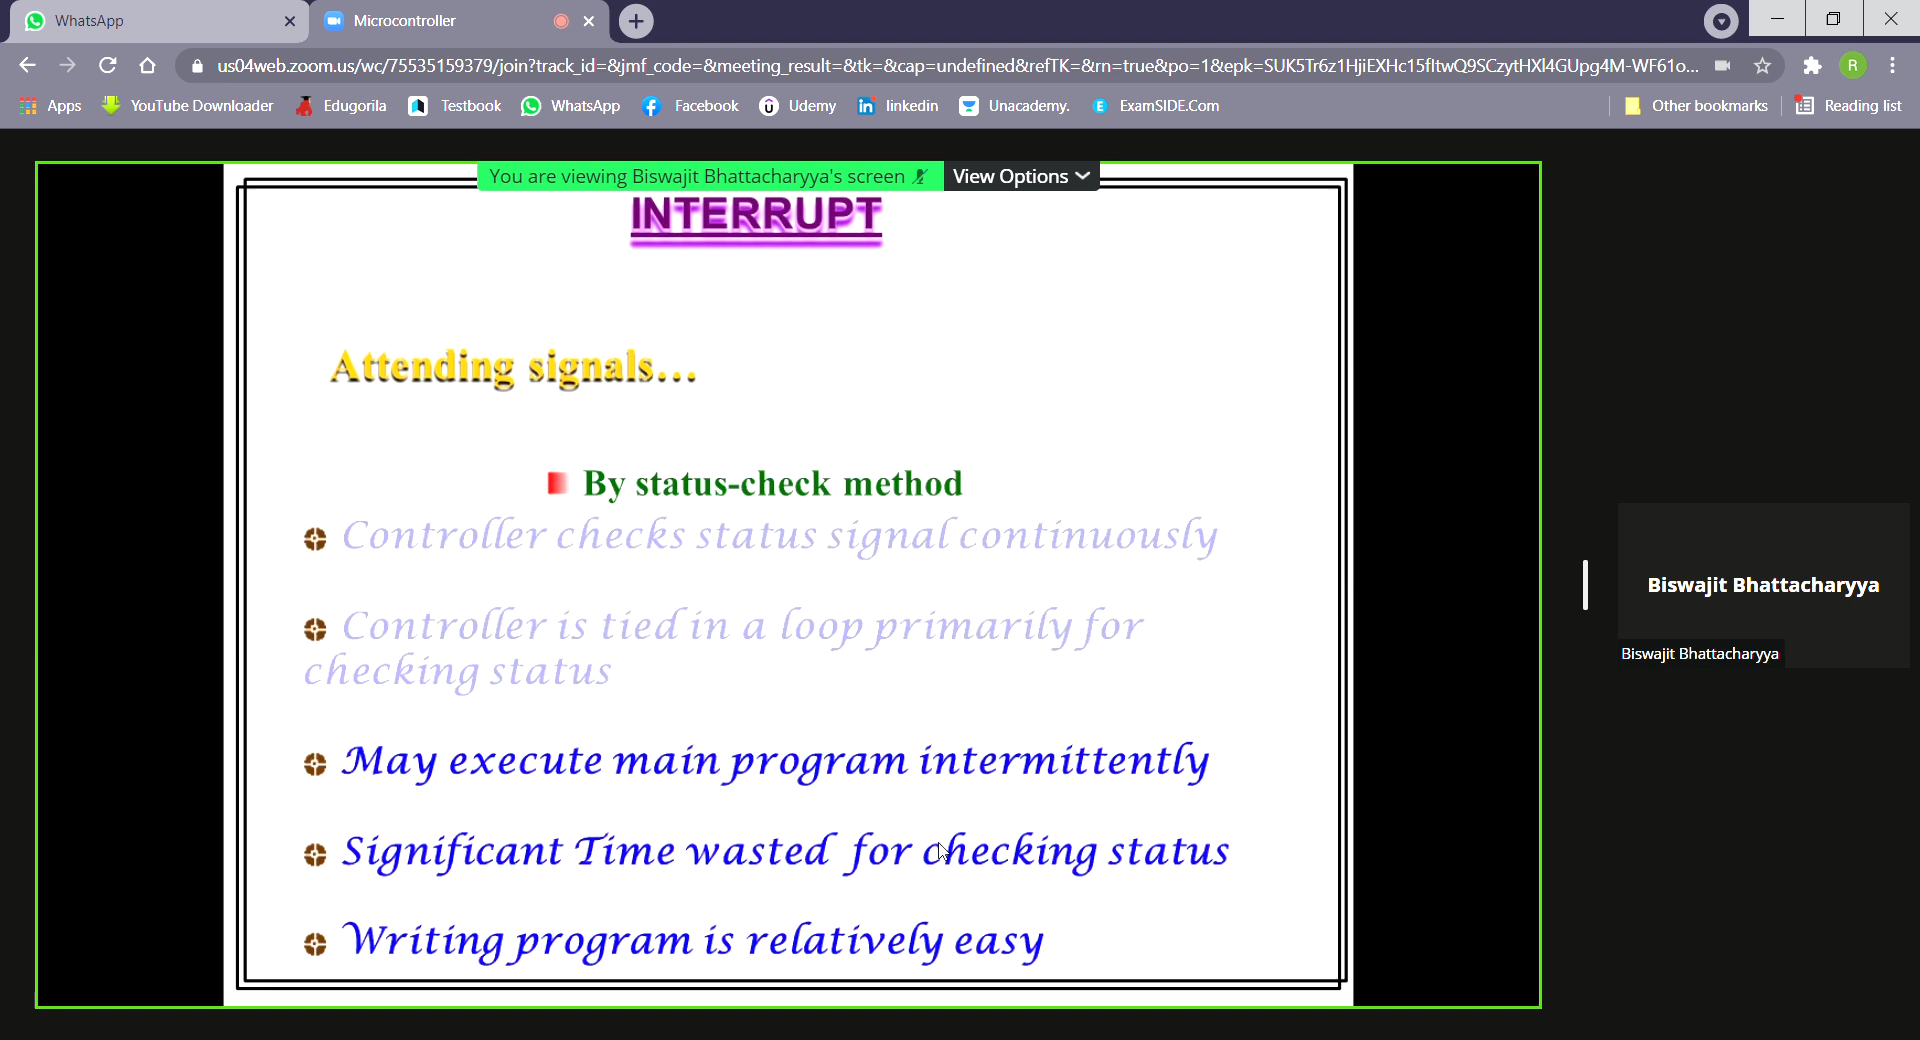 WhatsApp
Microcontroller
us04web.zoom.us/wc/75535159379/join?track_id=&jmf_code=&meeting_result=&tk=&cap=undefined&refTK=&rn=true&po=1&epk=SUK5Tr6z1HjiEXHc15fltwQ9SCzytHXl4GUpg4M-WF61o...
R
Apps YouTube Downloader Edugorila Testbook WhatsApp Facebook Udemy linkedin Unacademy. ExamSIDE.Com Other bookmarks Reading list
You are viewing Biswajit Bhattacharyya's screen View Options
INTERRUPT
Attending signals...
By status-check method
Controller checks status signal continuously
Controller is tied in a loop primarily for
checking status
May execute main program intermittently
Significant Time wasted for checking status
Writing program is relatively easy
Biswajit Bhattacharyya
Biswajit Bhattacharyya